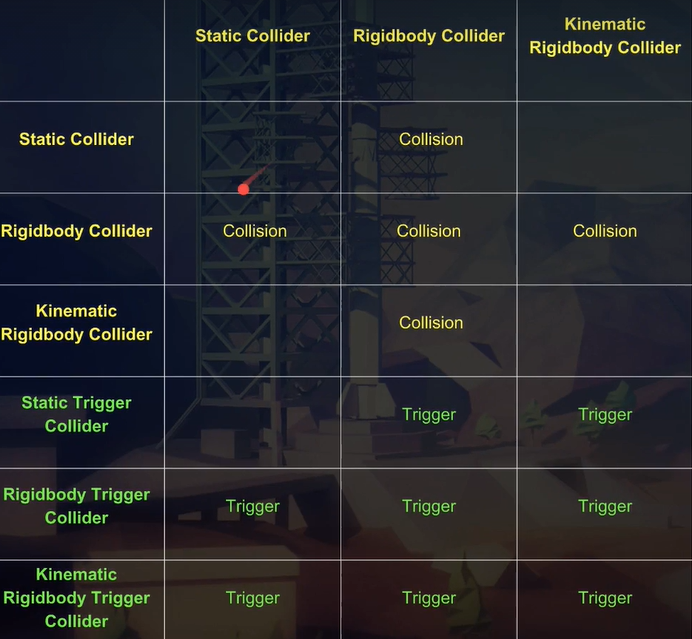 Static Collider Rigidbody Collider Kinematic
Rigidbody Collider
Static Collider Collision
Rigidbody Collider Collision Collision Collision
Kinematic
Rigidbody Collider Collision
Static Trigger
Collider Trigger Trigger
Rigidbody Trigger
Collider Trigger Trigger Trigger
Kinematic
Rigidbody Trigger
Collider Trigger Trigger Trigger